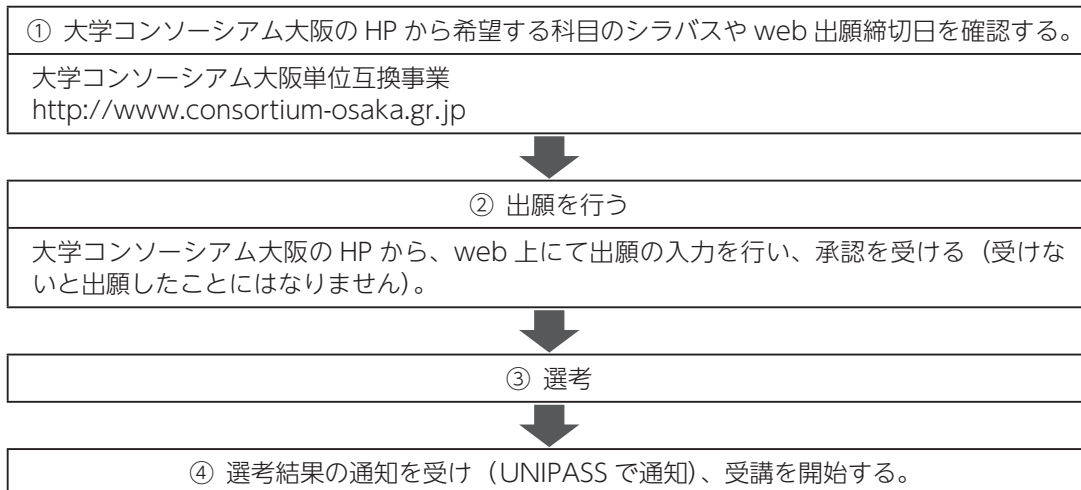 ① 大学コンソーシアム大阪の HP から希望する科目のシラバスや web 出願締切日を確認する。
大学コンソーシアム大阪単位互換事業
http://www.consortium-osaka.gr.jp
② 出願を行う
大学コンソーシアム大阪の HP から、web 上にて出願の入力を行い、承認を受ける（受けな
いと出願したことにはなりません）。
③ 選考
④ 選考結果の通知を受け（UNIPASS で通知）、受講を開始する。